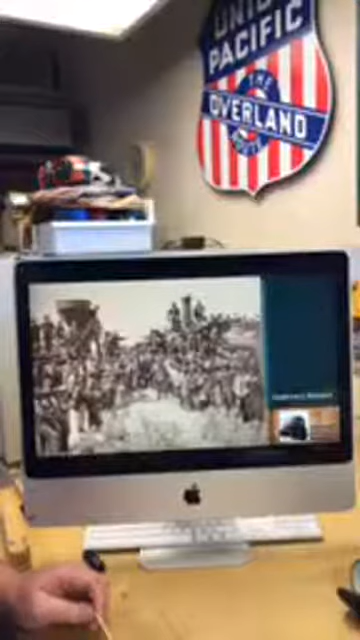 UNION
PACIFIC
THE
OVERLAND
ROUTE